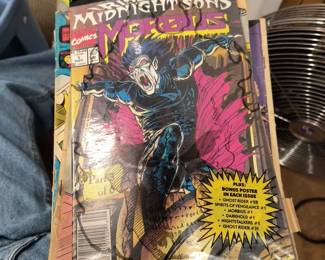 MIDNIGHT SONS
MORBIUS
Comics
PLUS:
BONUS POSTER
IN EACH ISSUE
• GHOST RIDER #28
SPIRITS OF VENGEANCE #1
• MORBIUS #1
• DARKHOLD #1
• NIGHTSTALKERS #1
• GHOST RIDER #31